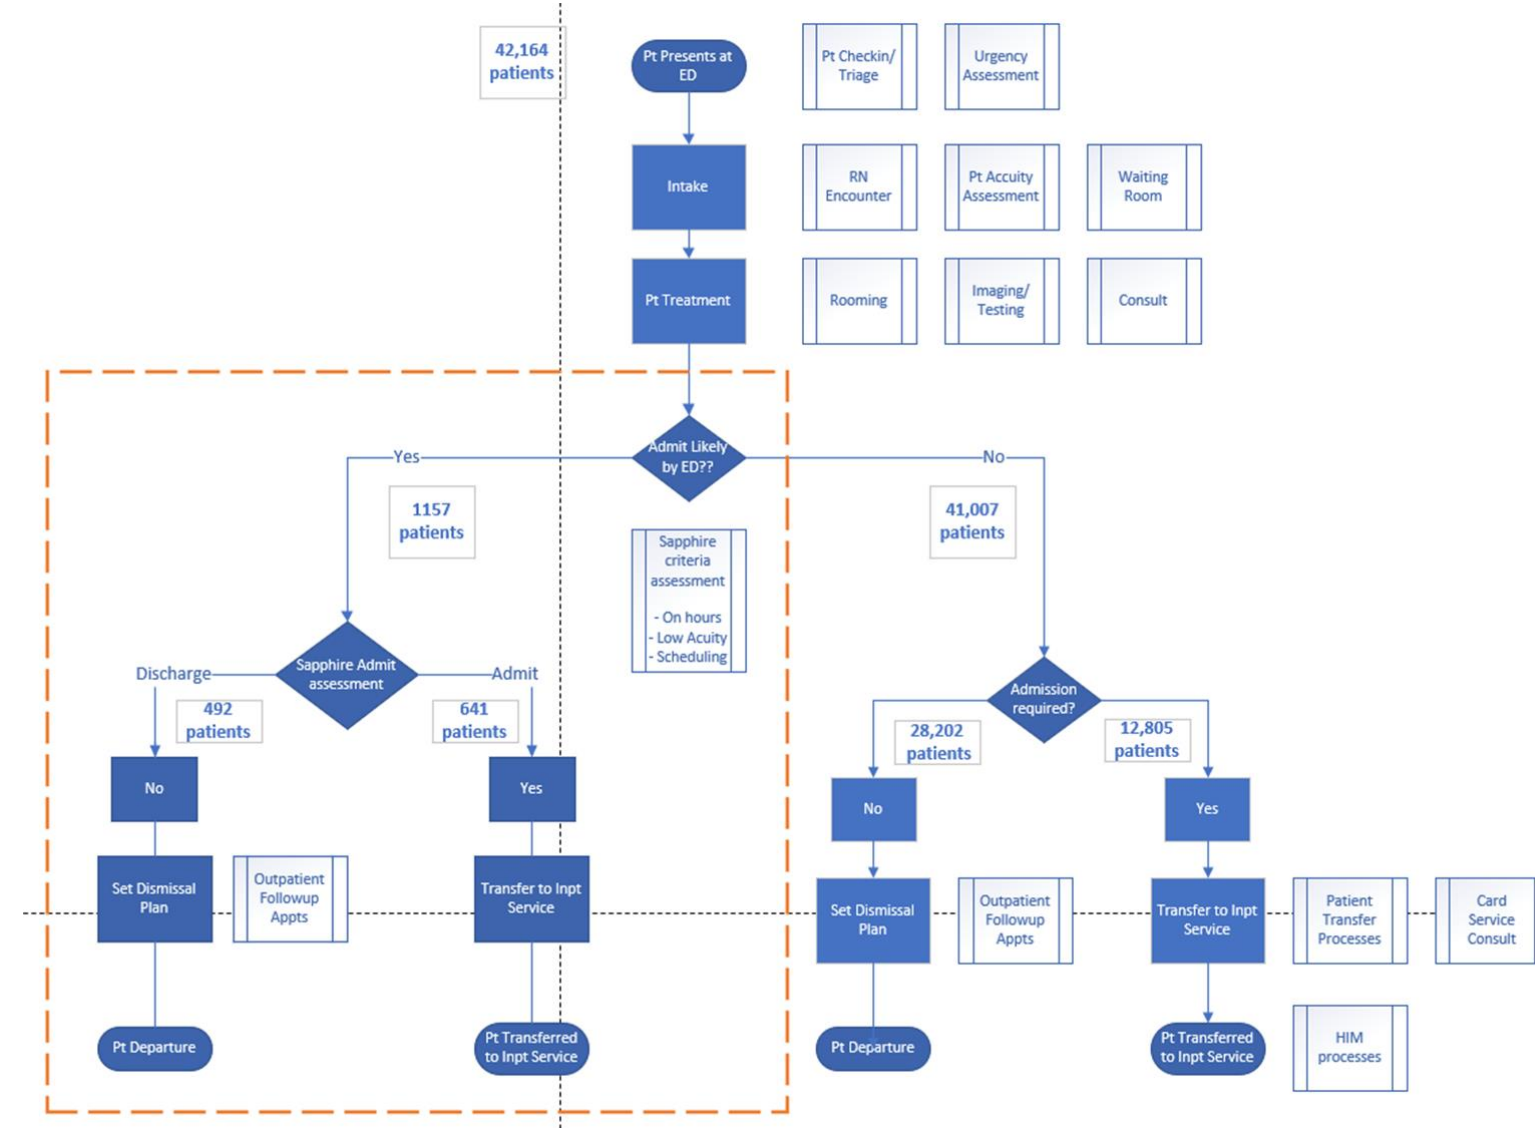 42,164
patients
Pt Presents at
ED
Pt Checkin/
Triage
Urgency
Assessment
Intake
RN
Encounter
Pt Accuity
Assessment
Waiting
Room
Pt Treatment
Rooming
Imaging/
Testing
Consult
Admit Likely
by ED??
Yes
No
1157
patients
41,007
patients
Sapphire
criteria
assessment
- On hours
- Low Acuity
- Scheduling
Sapphire Admit
assessment
Discharge
Admit
492
patients
641
patients
Admission
required?
28,202
patients
12,805
patients
No
Yes
No
Yes
Set Dismissal
Plan
Outpatient
Followup
Appts
Transfer to Inpt
Service
Set Dismissal
Plan
Outpatient
Followup
Appts
Transfer to Inpt
Service
Patient
Transfer
Processes
Card
Service
Consult
Pt Departure
Pt Transferred
to Inpt Service
Pt Departure
Pt Transferred
to Inpt Service
HIM
processes